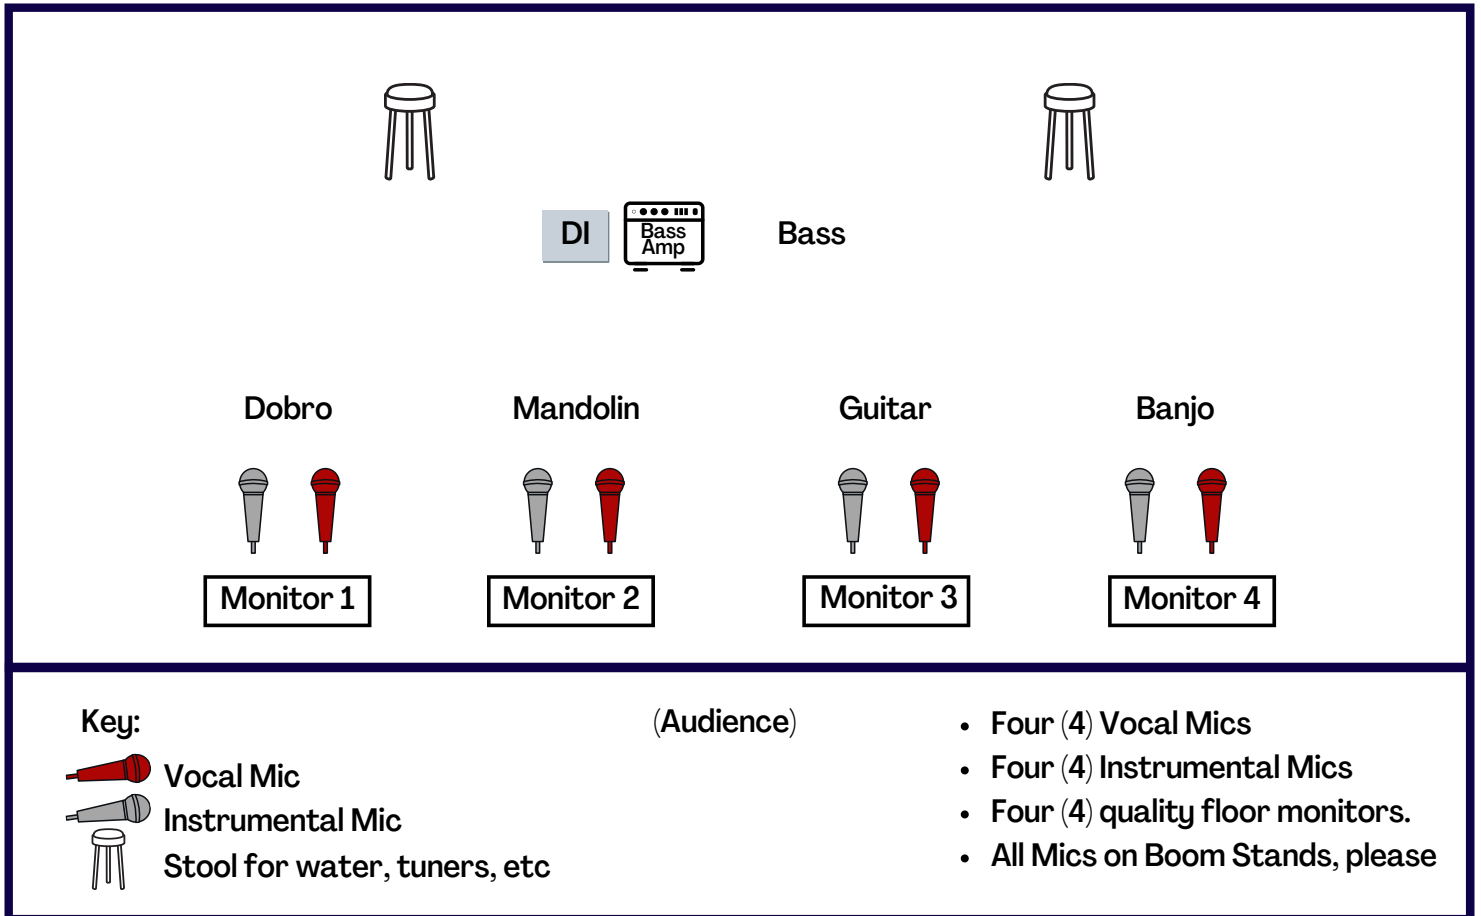 DI
Bass
Amp
Bass
Dobro
Mandolin
Guitar
Banjo
Monitor 1
Monitor 2
Monitor 3
Monitor 4
Key:
Vocal Mic
Instrumental Mic
Stool for water, tuners, etc
(Audience)
• Four (4) Vocal Mics
• Four (4) Instrumental Mics
• Four (4) quality floor monitors.
• All Mics on Boom Stands, please